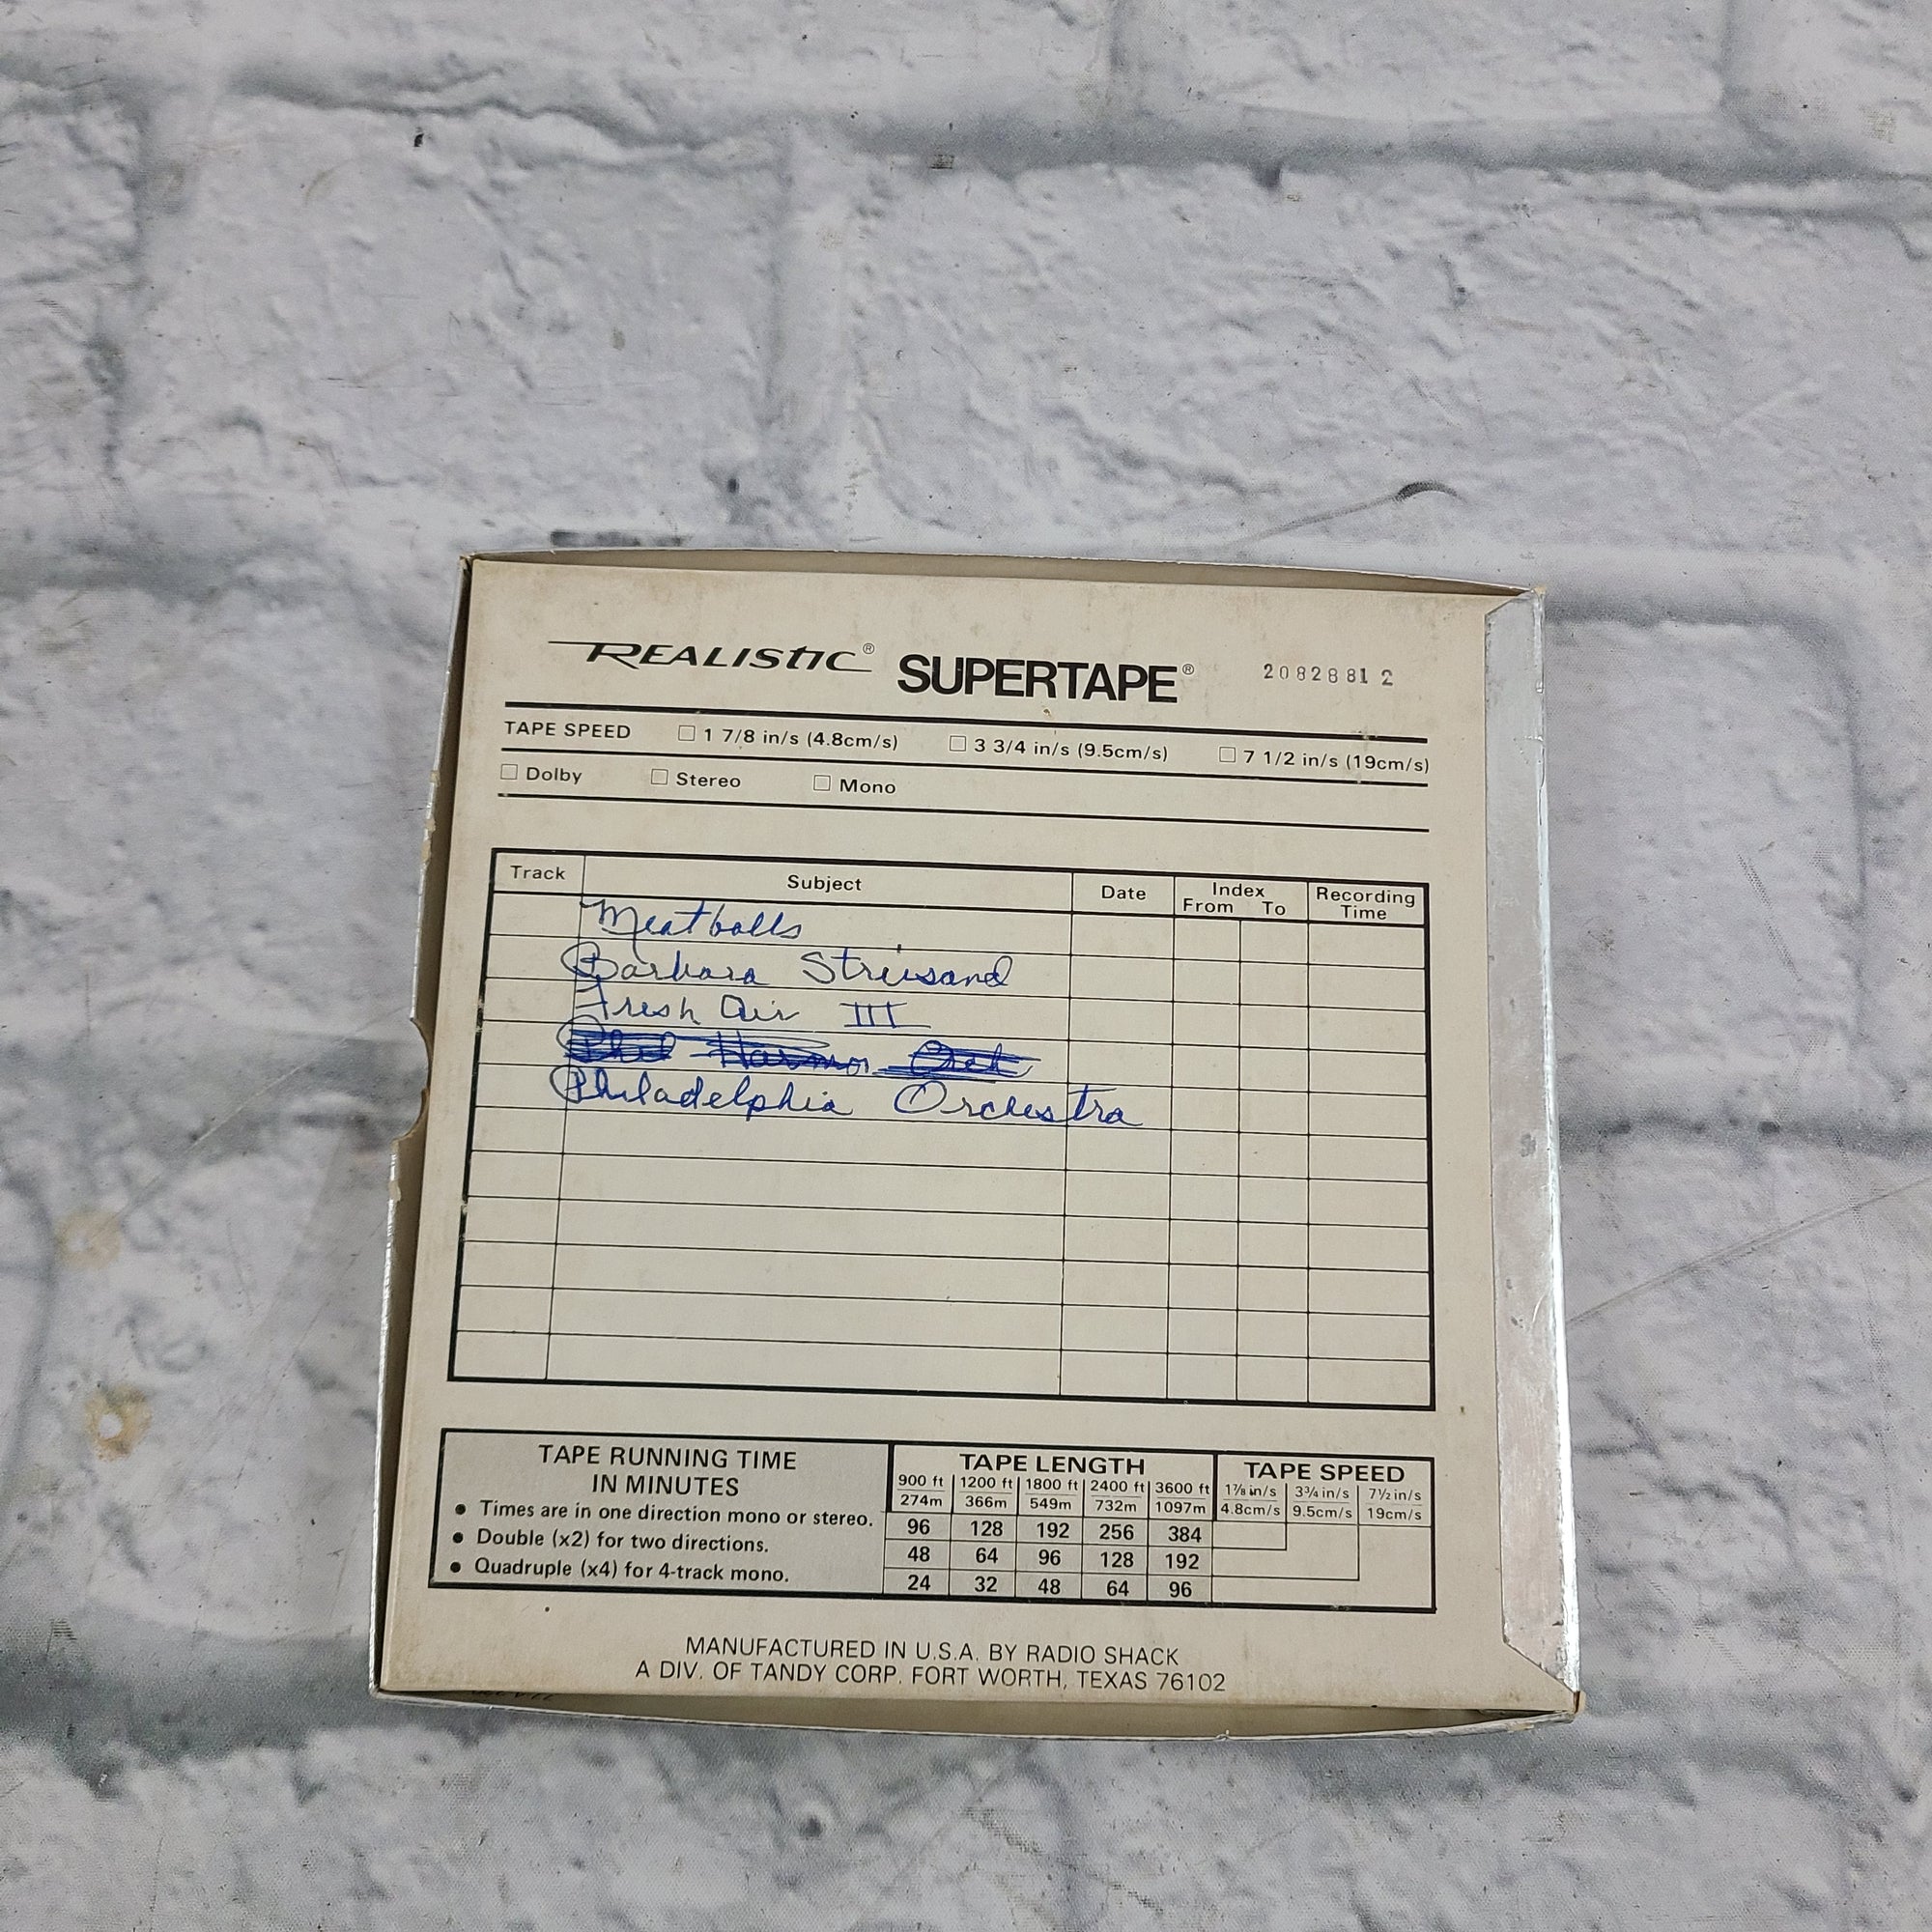 REALISTIC® SUPERTAPE® 20828812
TAPE SPEED □ 1 7/8 in/s (4.8cm/s) □ 3 3/4 in/s (9.5cm/s) □ 7 1/2 in/s (19cm/s)
□ Dolby □ Stereo □ Mono
Track Subject Date Index From To Recording Time
Meatballs
Barbara Streisand
Fresh Air III
Philadelphia Orchestra
TAPE RUNNING TIME
IN MINUTES
• Times are in one direction mono or stereo.
• Double (x2) for two directions.
• Quadruple (x4) for 4-track mono.
TAPE LENGTH
900 ft 1200 ft 1800 ft 2400 ft 3600 ft
274m 366m 549m 732m 1097m
96 128 192 256 384
48 64 96 128 192
24 32 48 64 96
TAPE SPEED
1⅞ in/s 3¾ in/s 7½ in/s
4.8cm/s 9.5cm/s 19cm/s
MANUFACTURED IN U.S.A. BY RADIO SHACK
A DIV. OF TANDY CORP. FORT WORTH, TEXAS 76102